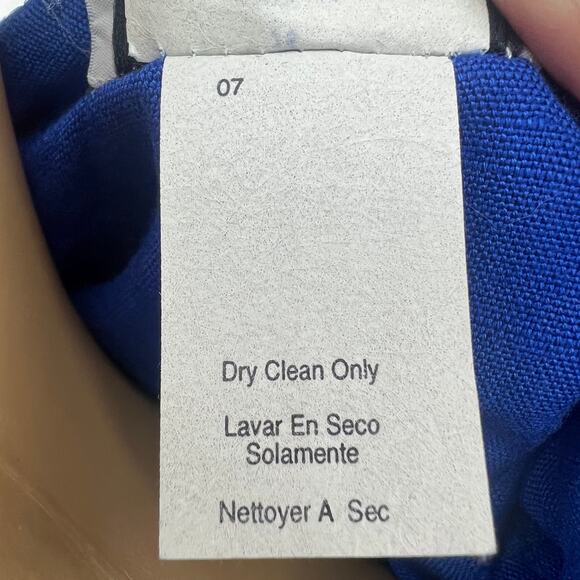 07
Dry Clean Only
Lavar En Seco
Solamente
Nettoyer A Sec